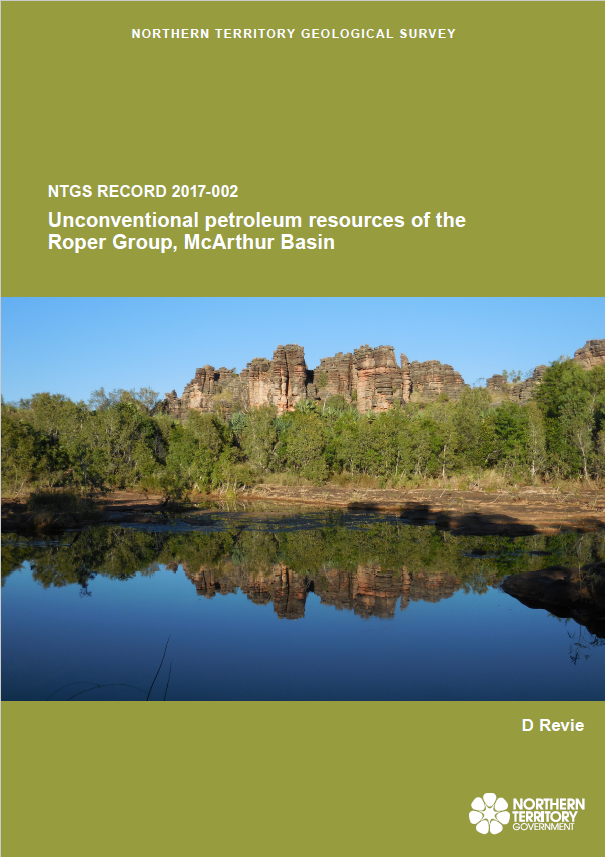 NORTHERN TERRITORY GEOLOGICAL SURVEY
NTGS RECORD 2017-002
Unconventional petroleum resources of the
Roper Group, McArthur Basin
D Revie
NORTHERN
TERRITORY
GOVERNMENT